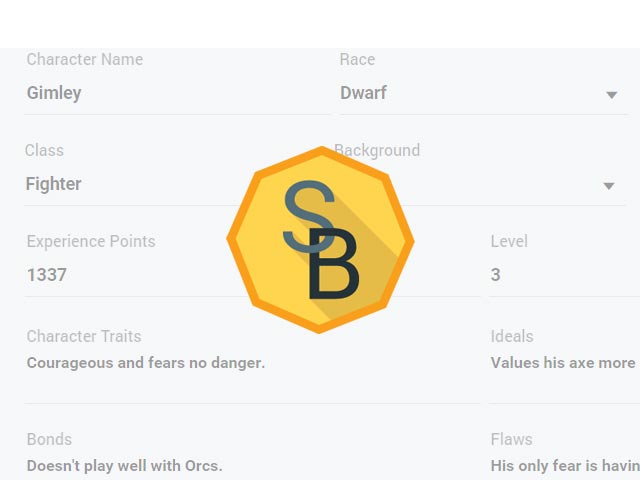 Character Name
Race
Gimley
Dwarf
Class
Background
Fighter
SB
Experience Points
Level
1337
3
Character Traits
Ideals
Courageous and fears no danger.
Values his axe more
Bonds
Flaws
Doesn't play well with Orcs.
His only fear is